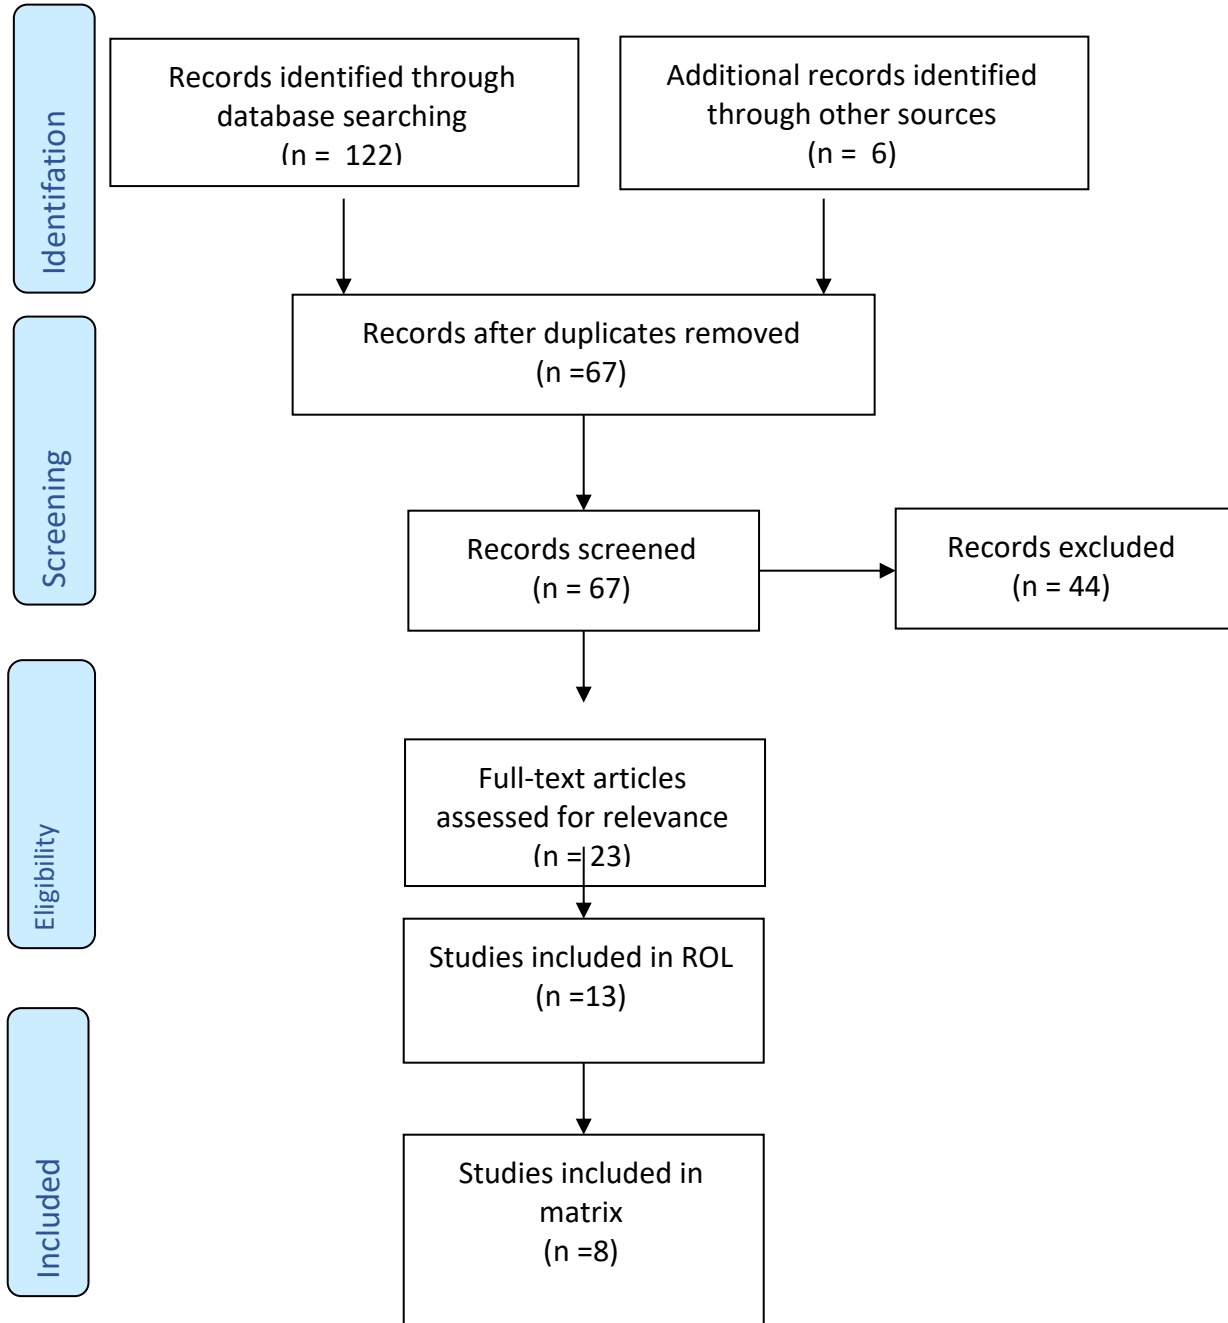 Identifation
Records identified through
database searching
(n =  122)
Additional records identified
through other sources
(n =  6)
Records after duplicates removed
(n =67)
Screening
Records screened
(n = 67)
Records excluded
(n = 44)
Eligibility
Full-text articles
assessed for relevance
(n = 23)
Studies included in ROL
(n =13)
Included
Studies included in
matrix
(n =8)